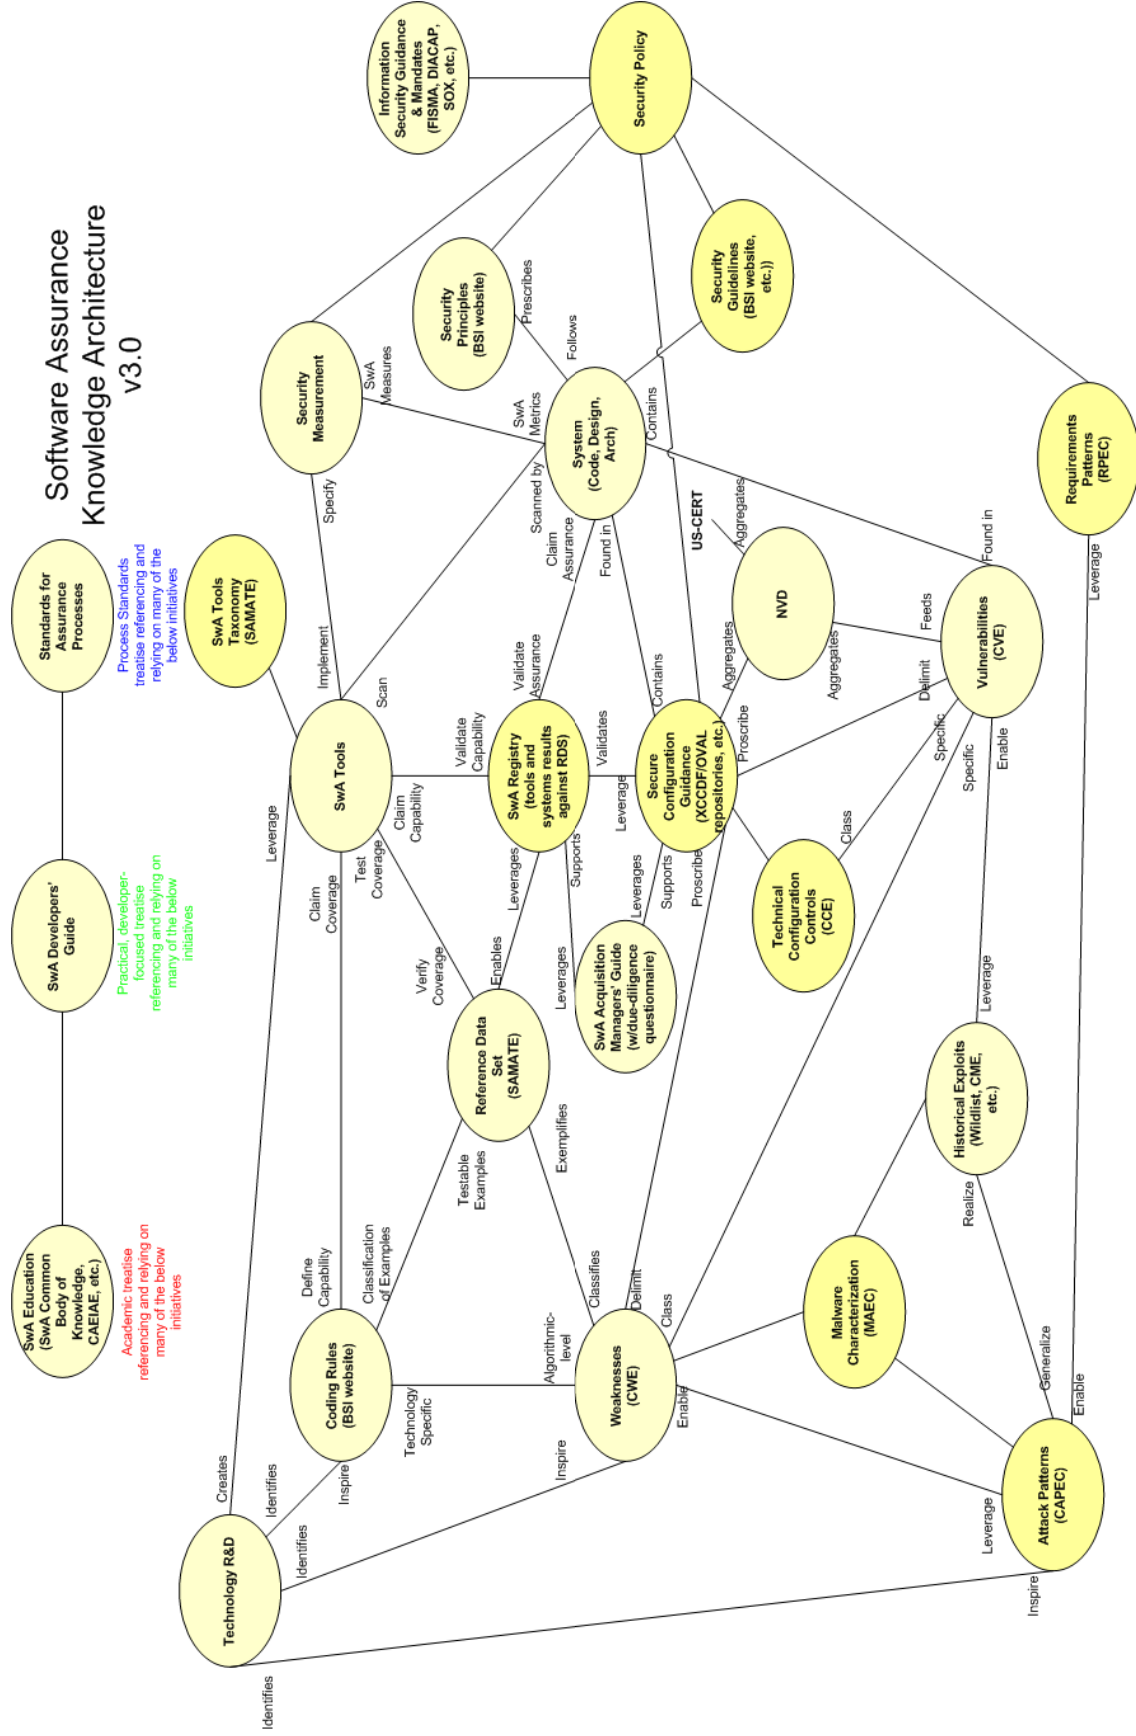 Software Assurance
Knowledge Architecture
v3.0
SwA Education
(SwA Common
Body of
Knowledge,
CAEIAE, etc.)
Academic treatise
referencing and relying on
many of the below
initiatives
SwA Developers'
Guide
Practical, developer-
focused treatise
referencing and relying on
many of the below
initiatives
Standards for
Assurance
Processes
Process Standards
treatise referencing and
relying on many of the
below initiatives
Technology R&D
Identifies
Identifies
Identifies
Creates
Leverage
SwA Tools
Taxonomy
(SAMATE)
SwA Tools
Implement
Specify
Scan
Scanned by
Security
Measurement
SwA
Measures
SwA
Metrics
Information
Security Guidance
& Mandates
(FISMA, DIACAP,
SOX, etc.)
Security Policy
Security
Principles
(BSI website)
Prescribes
Follows
Coding Rules
(BSI website)
Inspire
Define
Capability
Claim
Coverage
Classification
of Examples
Testable
Examples
Technology
Specific
Algorithmic-
level
Test
Coverage
Verify
Coverage
Claim
Capability
Validate
Capability
Reference Data
Set
(SAMATE)
Enables
Leverages
Exemplifies
Classifies
SwA Registry
(tools and
systems results
against RDS)
Validate
Assurance
Claim
Assurance
System
(Code, Design,
Arch)
Found in
Contains
Contains
Validates
Leverage
Supports
Leverages
SwA Acquisition
Managers' Guide
(w/due-diligence
questionnaire)
Leverages
Supports
Secure
Configuration
Guidance
(XCCDF/OVAL
repositories, etc.)
Proscribe
Proscribe
Aggregates
Security
Guidelines
(BSI website,
etc.))
US-CERT
Aggregates
NVD
Aggregates
Feeds
Weaknesses
(CWE)
Inspire
Delimit
Class
Enable
Technical
Configuration
Controls
(CCE)
Class
Delimit
Specific
Specific
Enable
Found in
Vulnerabilities
(CVE)
Malware
Characterization
(MAEC)
Historical Exploits
(Wildlist, CME,
etc.)
Leverage
Realize
Generalize
Attack Patterns
(CAPEC)
Inspire
Leverage
Enable
Leverage
Requirements
Patterns
(RPEC)